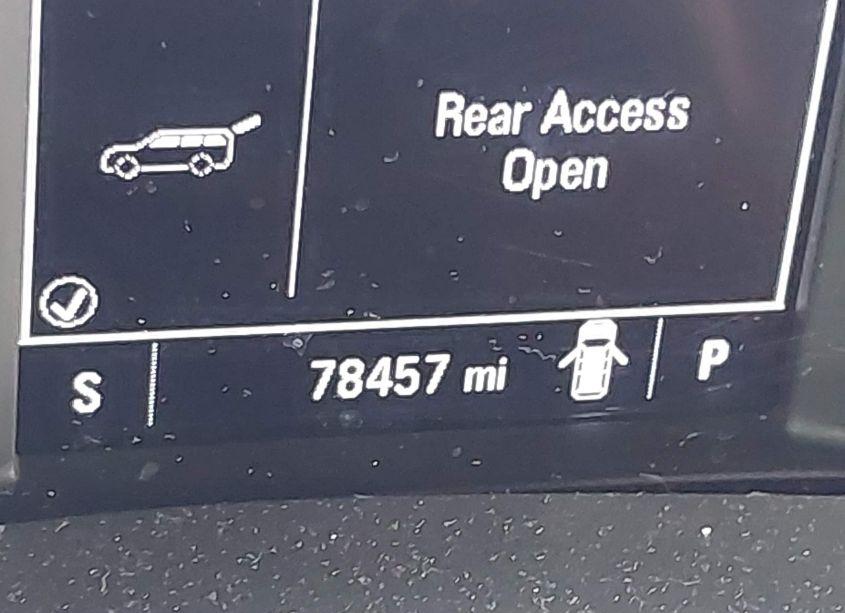 Rear Access
Open
S
78457 mi
P